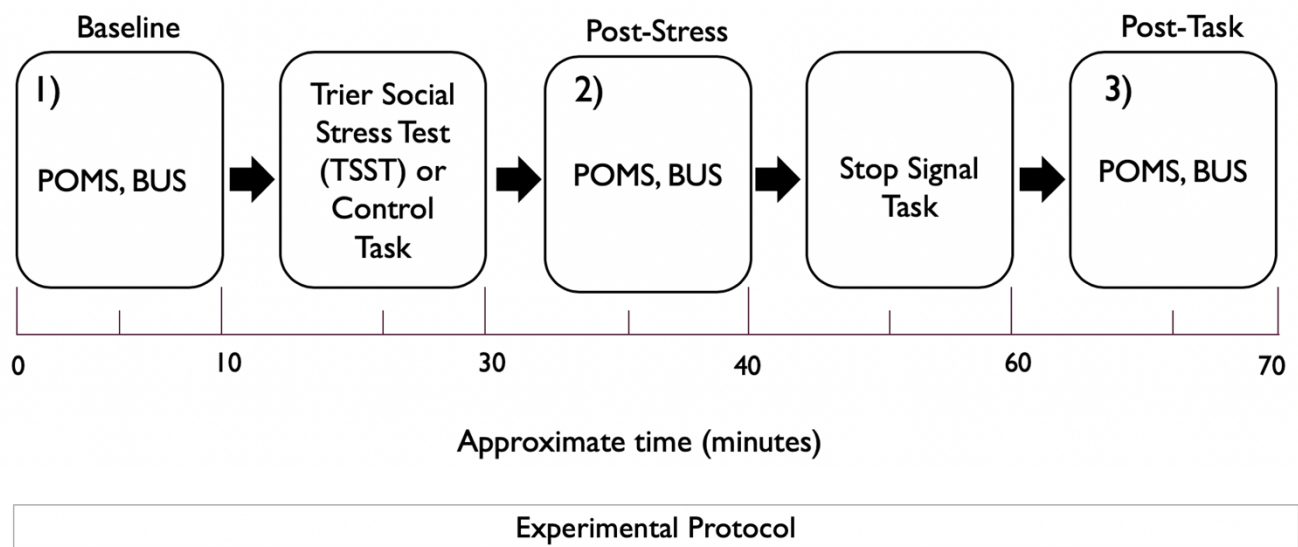 Baseline
Post-Stress
Post-Task
1)
POMS, BUS
Trier Social
Stress Test
(TSST) or
Control
Task
2)
POMS, BUS
Stop Signal
Task
3)
POMS, BUS
0
10
30
40
60
70
Approximate time (minutes)
Experimental Protocol